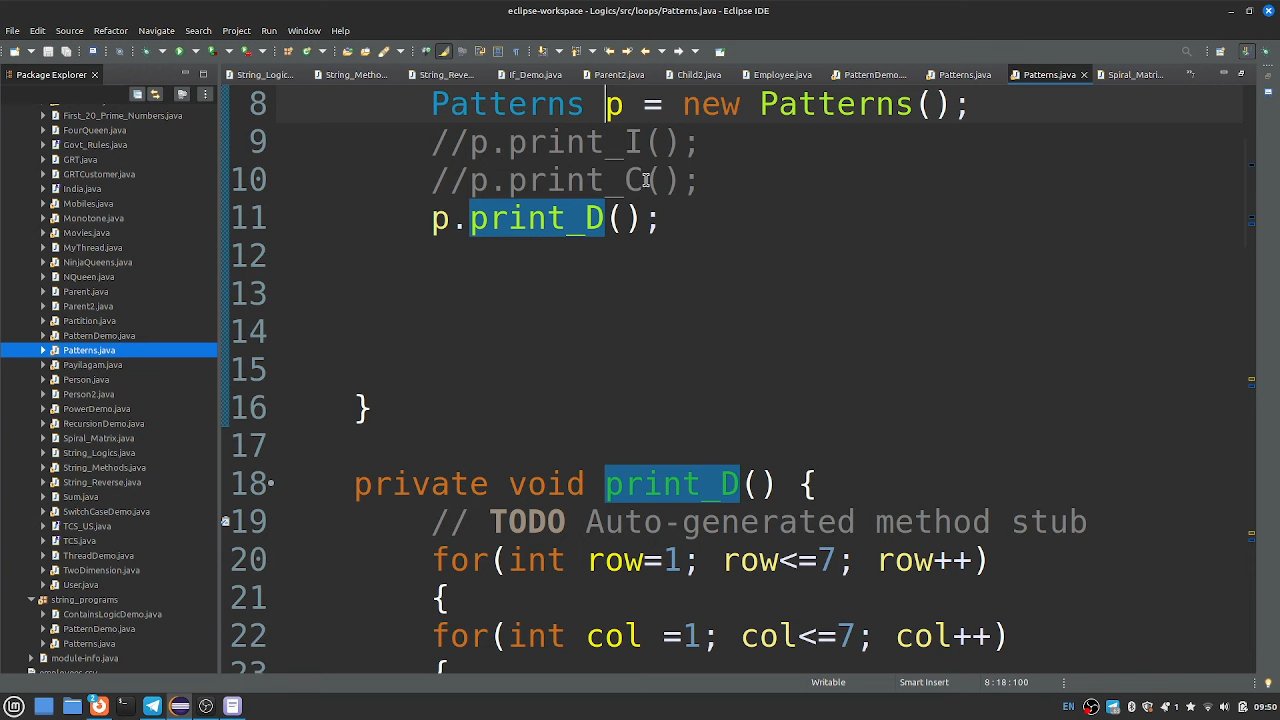 eclipse-workspace - Logics/src/loops/Patterns.java - Eclipse IDE
File Edit Source Refactor Navigate Search Project Run Window Help
Package Explorer
String_Logic... String_Metho... String_Reve... If_Demo.java Parent2.java Child2.java Employee.java PatternDemo.... Patterns.java Patterns.java Spiral_Matri...
First_20_Prime_Numbers.java
FourQueen.java
Govt_Rules.java
GRT.java
GRTCustomer.java
India.java
Mobiles.java
Monotone.java
Movies.java
MyThread.java
NinjaQueens.java
NQueen.java
Parent.java
Parent2.java
Partition.java
PatternDemo.java
Patterns.java
Payilagam.java
Person.java
Person2.java
PowerDemo.java
RecursionDemo.java
Spiral_Matrix.java
String_Logics.java
String_Methods.java
String_Reverse.java
Sum.java
SwitchCaseDemo.java
TCS_US.java
TCS.java
ThreadDemo.java
TwoDimension.java
User.java
string_programs
ContainsLogicDemo.java
PatternDemo.java
Patterns.java
module-info.java
employees.csv
8 Patterns p = new Patterns();
9 //p.print_I();
10 //p.print_C();
11 p.print_D();
12
13
14
15
16 }
17
18 private void print_D() {
19 // TODO Auto-generated method stub
20 for(int row=1; row<=7; row++)
21 {
22 for(int col =1; col<=7; col++)
23 {
Writable Smart Insert 8 : 18 : 100
2 EN 1 09:50